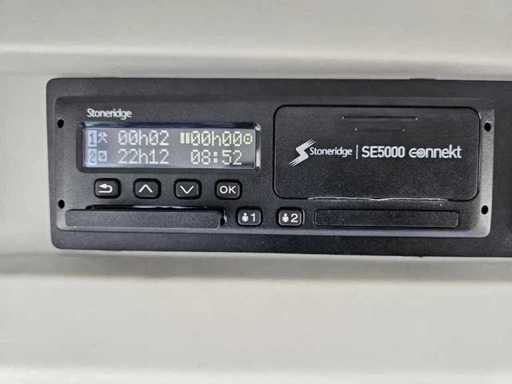 Stoneridge
1 00h02 00h00
2 22h12 08:52
Stoneridge SE5000 connekt
OK
1 2